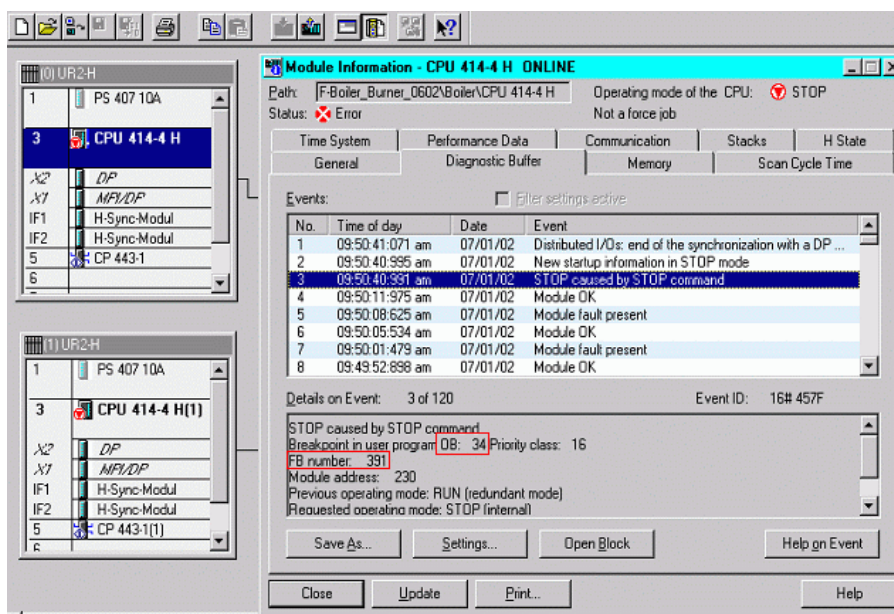 (0) UR2-H
1 PS 407 10A
3 CPU 414-4 H
X2 DP
X1 MPI/DP
IF1 H-Sync-Modul
IF2 H-Sync-Modul
5 CP 443-1
6
(1) UR2-H
1 PS 407 10A
3 CPU 414-4 H(1)
X2 DP
X1 MPI/DP
IF1 H-Sync-Modul
IF2 H-Sync-Modul
5 CP 443-1(1)
6
Module Information - CPU 414-4 H ONLINE
Path: F-Boiler_Burner_0602\Boiler\CPU 414-4 H Operating mode of the CPU: STOP
Status: Error Not a force job
Time System Performance Data Communication Stacks H State
General Diagnostic Buffer Memory Scan Cycle Time
Events: Filter settings active
No. Time of day Date Event
1 09:50:41:071 am 07/01/02 Distributed I/Os: end of the synchronization with a DP ...
2 09:50:40:995 am 07/01/02 New startup information in STOP mode
3 09:50:40:991 am 07/01/02 STOP caused by STOP command
4 09:50:11:975 am 07/01/02 Module OK
5 09:50:08:625 am 07/01/02 Module fault present
6 09:50:05:534 am 07/01/02 Module OK
7 09:50:01:479 am 07/01/02 Module fault present
8 09:49:52:898 am 07/01/02 Module OK
Details on Event: 3 of 120 Event ID: 16# 457F
STOP caused by STOP command
Breakpoint in user program OB: 34 Priority class: 16
FB number: 391
Module address: 230
Previous operating mode: RUN (redundant mode)
Requested operating mode: STOP (internal)
Save As... Settings... Open Block Help on Event
Close Update Print... Help